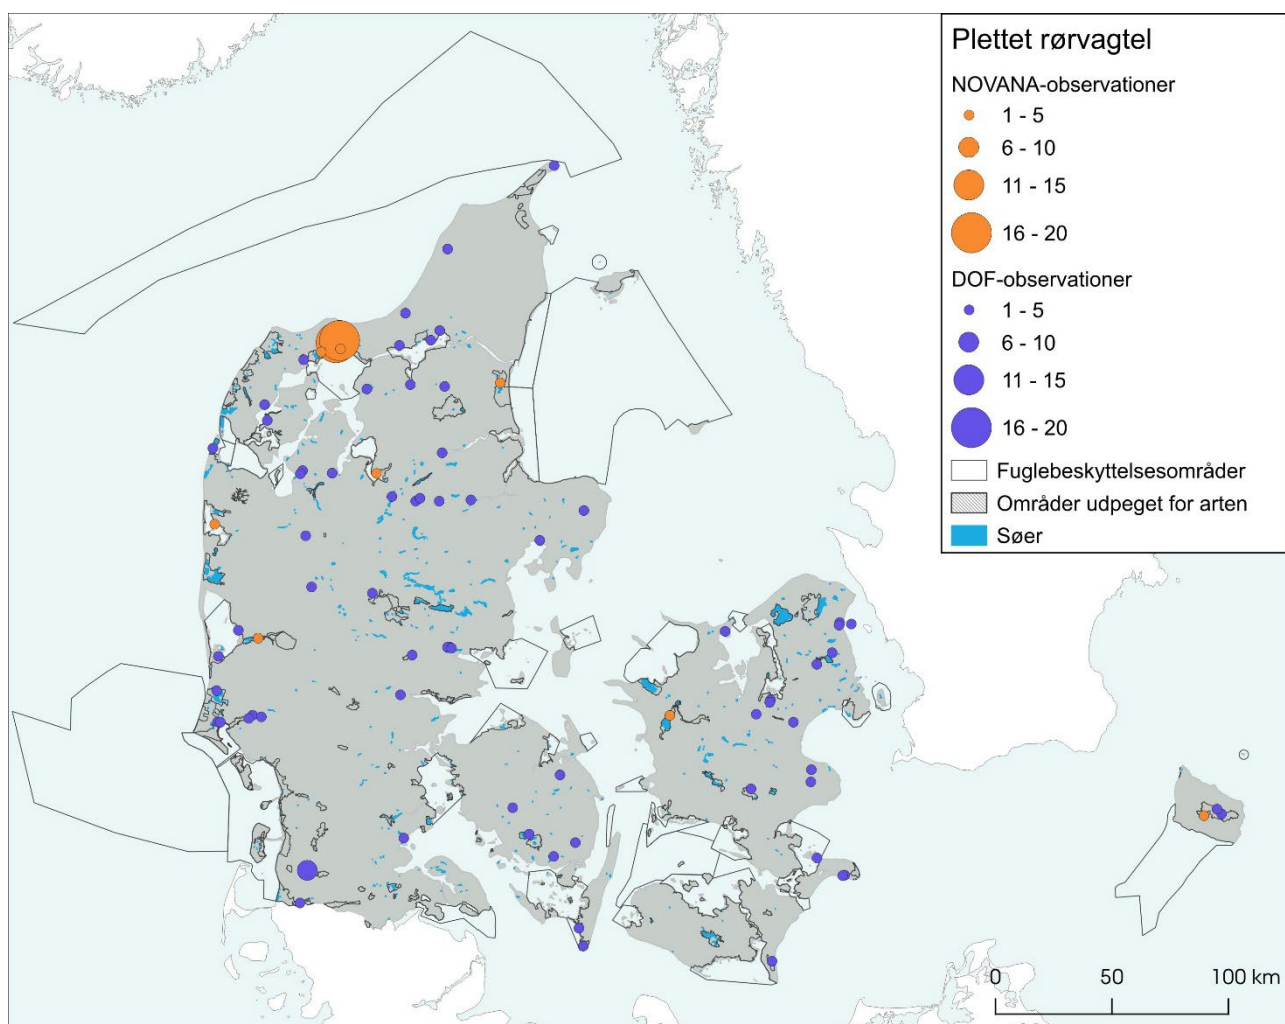 Plettet rørvagtel
NOVANA-observationer
1 - 5
6 - 10
11 - 15
16 - 20
DOF-observationer
1 - 5
6 - 10
11 - 15
16 - 20
Fuglebeskyttelsesområder
Områder udpeget for arten
Søer
0 50 100 km